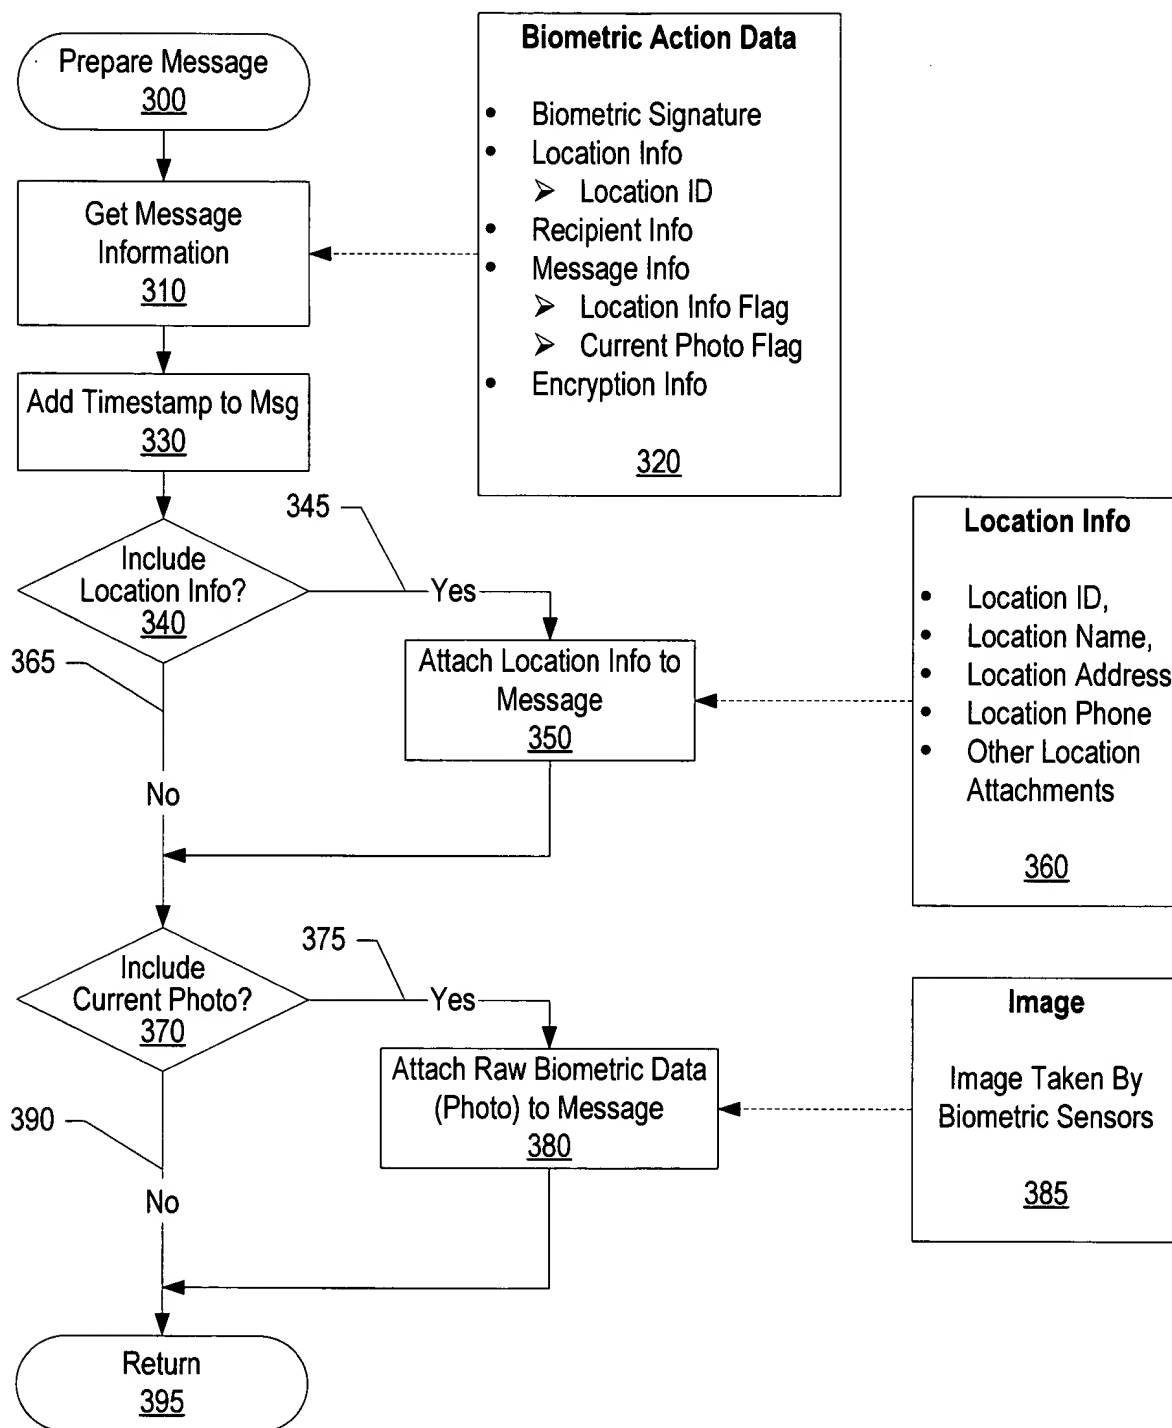 Prepare Message
300
Biometric Action Data
• Biometric Signature
• Location Info
➢ Location ID
• Recipient Info
• Message Info
➢ Location Info Flag
➢ Current Photo Flag
• Encryption Info
320
Get Message
Information
310
Add Timestamp to Msg
330
345
Include
Location Info?
340
Yes
365
No
Attach Location Info to
Message
350
Location Info
• Location ID,
• Location Name,
• Location Address
• Location Phone
• Other Location
Attachments
360
375
Include
Current Photo?
370
Yes
390
No
Attach Raw Biometric Data
(Photo) to Message
380
Image
Image Taken By
Biometric Sensors
385
Return
395